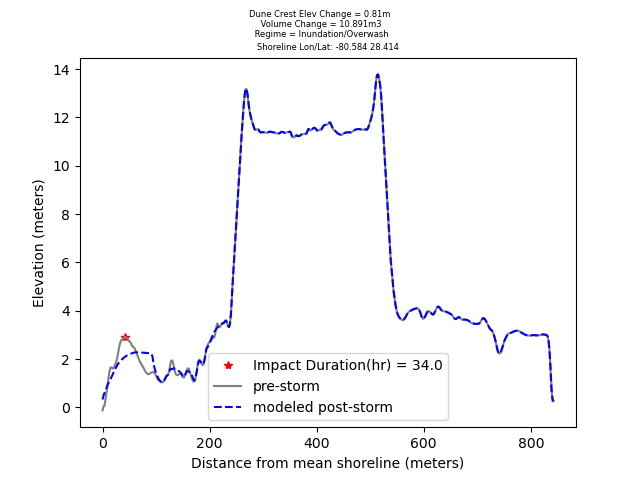 Dune Crest Elev Change = 0.81m
Volume Change = 10.891m3
Regime = Inundation/Overwash
Shoreline Lon/Lat: -80.584 28.414
14
12
10
8
6
4
2
0
Elevation (meters)
Impact Duration(hr) = 34.0
pre-storm
modeled post-storm
0 200 400 600 800
Distance from mean shoreline (meters)